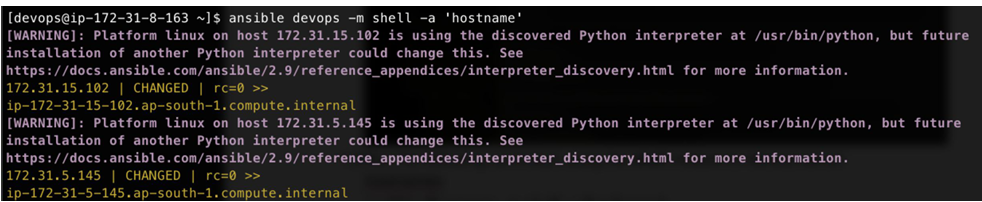 [devops@ip-172-31-8-163 ~]$ ansible devops -m shell -a 'hostname'
[WARNING]: Platform linux on host 172.31.15.102 is using the discovered Python interpreter at /usr/bin/python, but future
installation of another Python interpreter could change this. See
https://docs.ansible.com/ansible/2.9/reference_appendices/interpreter_discovery.html for more information.
172.31.15.102 | CHANGED | rc=0 >>
ip-172-31-15-102.ap-south-1.compute.internal
[WARNING]: Platform linux on host 172.31.5.145 is using the discovered Python interpreter at /usr/bin/python, but future
installation of another Python interpreter could change this. See
https://docs.ansible.com/ansible/2.9/reference_appendices/interpreter_discovery.html for more information.
172.31.5.145 | CHANGED | rc=0 >>
ip-172-31-5-145.ap-south-1.compute.internal